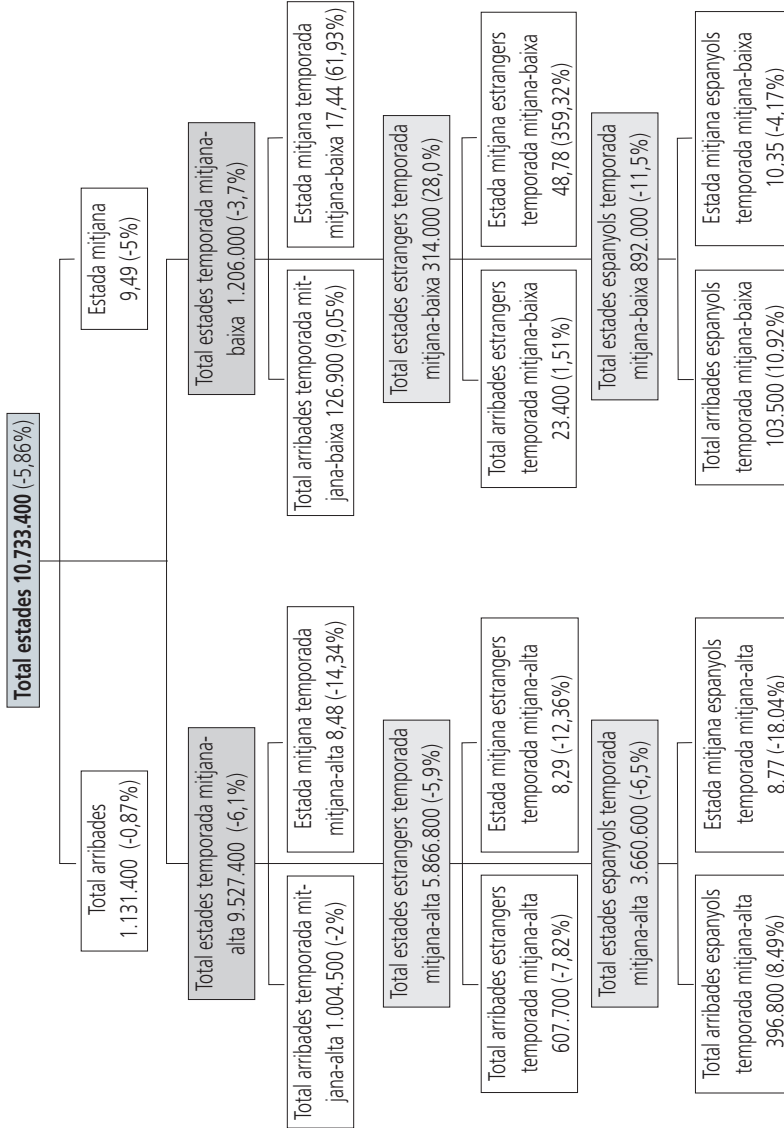 Total estades 10.733.400 (-5,86%)
Total arribades
1.131.400 (-0,87%)
Estada mitjana
9,49 (-5%)
Total estades temporada mitjana-
alta 9.527.400 (-6,1%)
Total arribades temporada mit-
jana-alta 1.004.500 (-2%)
Estada mitjana temporada
mitjana-alta 8,48 (-14,34%)
Total estades estrangers temporada
mitjana-alta 5.866.800 (-5,9%)
Total arribades estrangers
temporada mitjana-alta
607.700 (-7,82%)
Estada mitjana estrangers
temporada mitjana-alta
8,29 (-12,36%)
Total estades espanyols temporada
mitjana-alta 3.660.600 (-6,5%)
Total arribades espanyols
temporada mitjana-alta
396.800 (8,49%)
Estada mitjana espanyols
temporada mitjana-alta
8,77 (-18,04%)
Total estades temporada mitjana-
baixa 1.206.000 (-3,7%)
Total arribades temporada mit-
jana-baixa 126.900 (9,05%)
Estada mitjana temporada
mitjana-baixa 17,44 (61,93%)
Total estades estrangers temporada
mitjana-baixa 314.000 (28,0%)
Total arribades estrangers
temporada mitjana-baixa
23.400 (1,51%)
Estada mitjana estrangers
temporada mitjana-baixa
48,78 (359,32%)
Total estades espanyols temporada
mitjana-baixa 892.000 (-11,5%)
Total arribades espanyols
temporada mitjana-baixa
103.500 (10,92%)
Estada mitjana espanyols
temporada mitjana-baixa
10,35 (-4,17%)